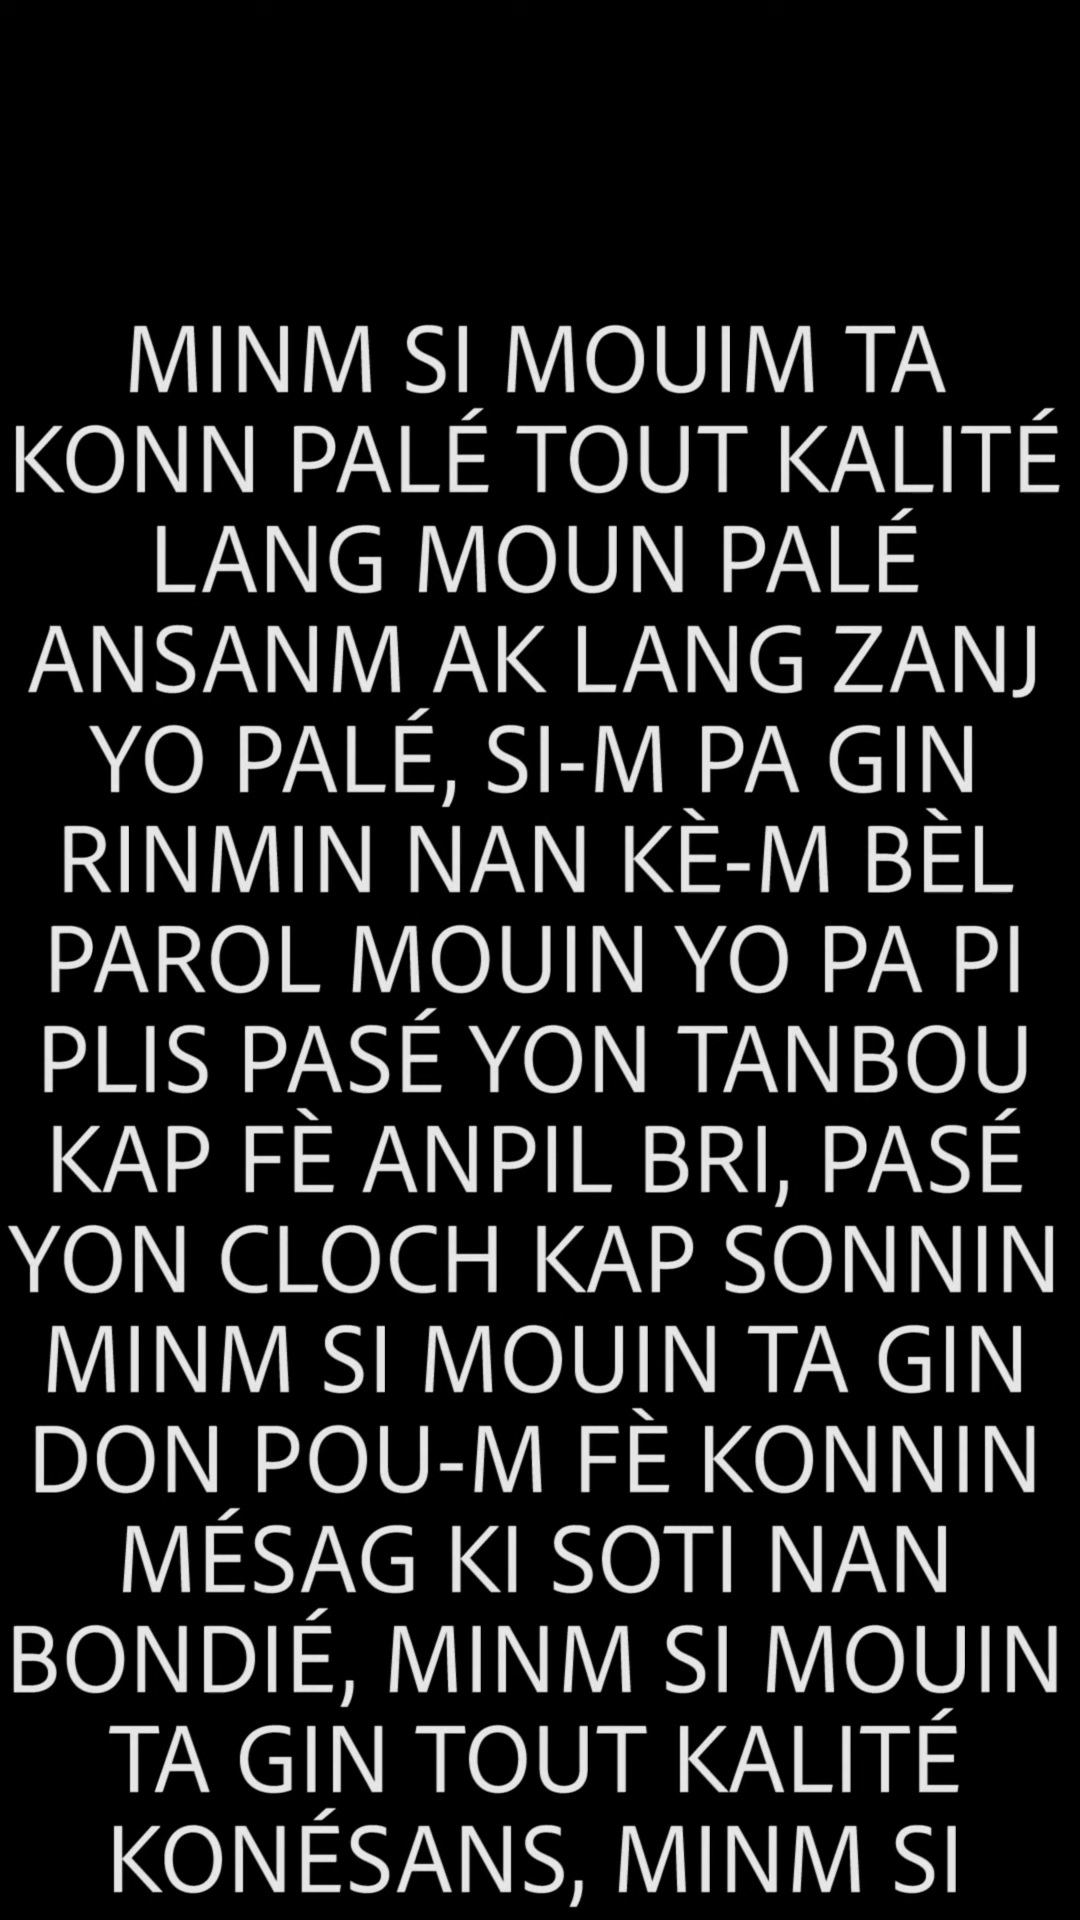 MINM SI MOUIM TA
KONN PALÉ TOUT KALITÉ
LANG MOUN PALÉ
ANSANM AK LANG ZANJ
YO PALÉ, SI-M PA GIN
RINMIN NAN KÈ-M BÈL
PAROL MOUIN YO PA PI
PLIS PASÉ YON TANBOU
KAP FÈ ANPIL BRI, PASÉ
YON CLOCH KAP SONNIN
MINM SI MOUIN TA GIN
DON POU-M FÈ KONNIN
MÉSAG KI SOTI NAN
BONDIÉ, MINM SI MOUIN
TA GIN TOUT KALITÉ
KONÉSANS, MINM SI